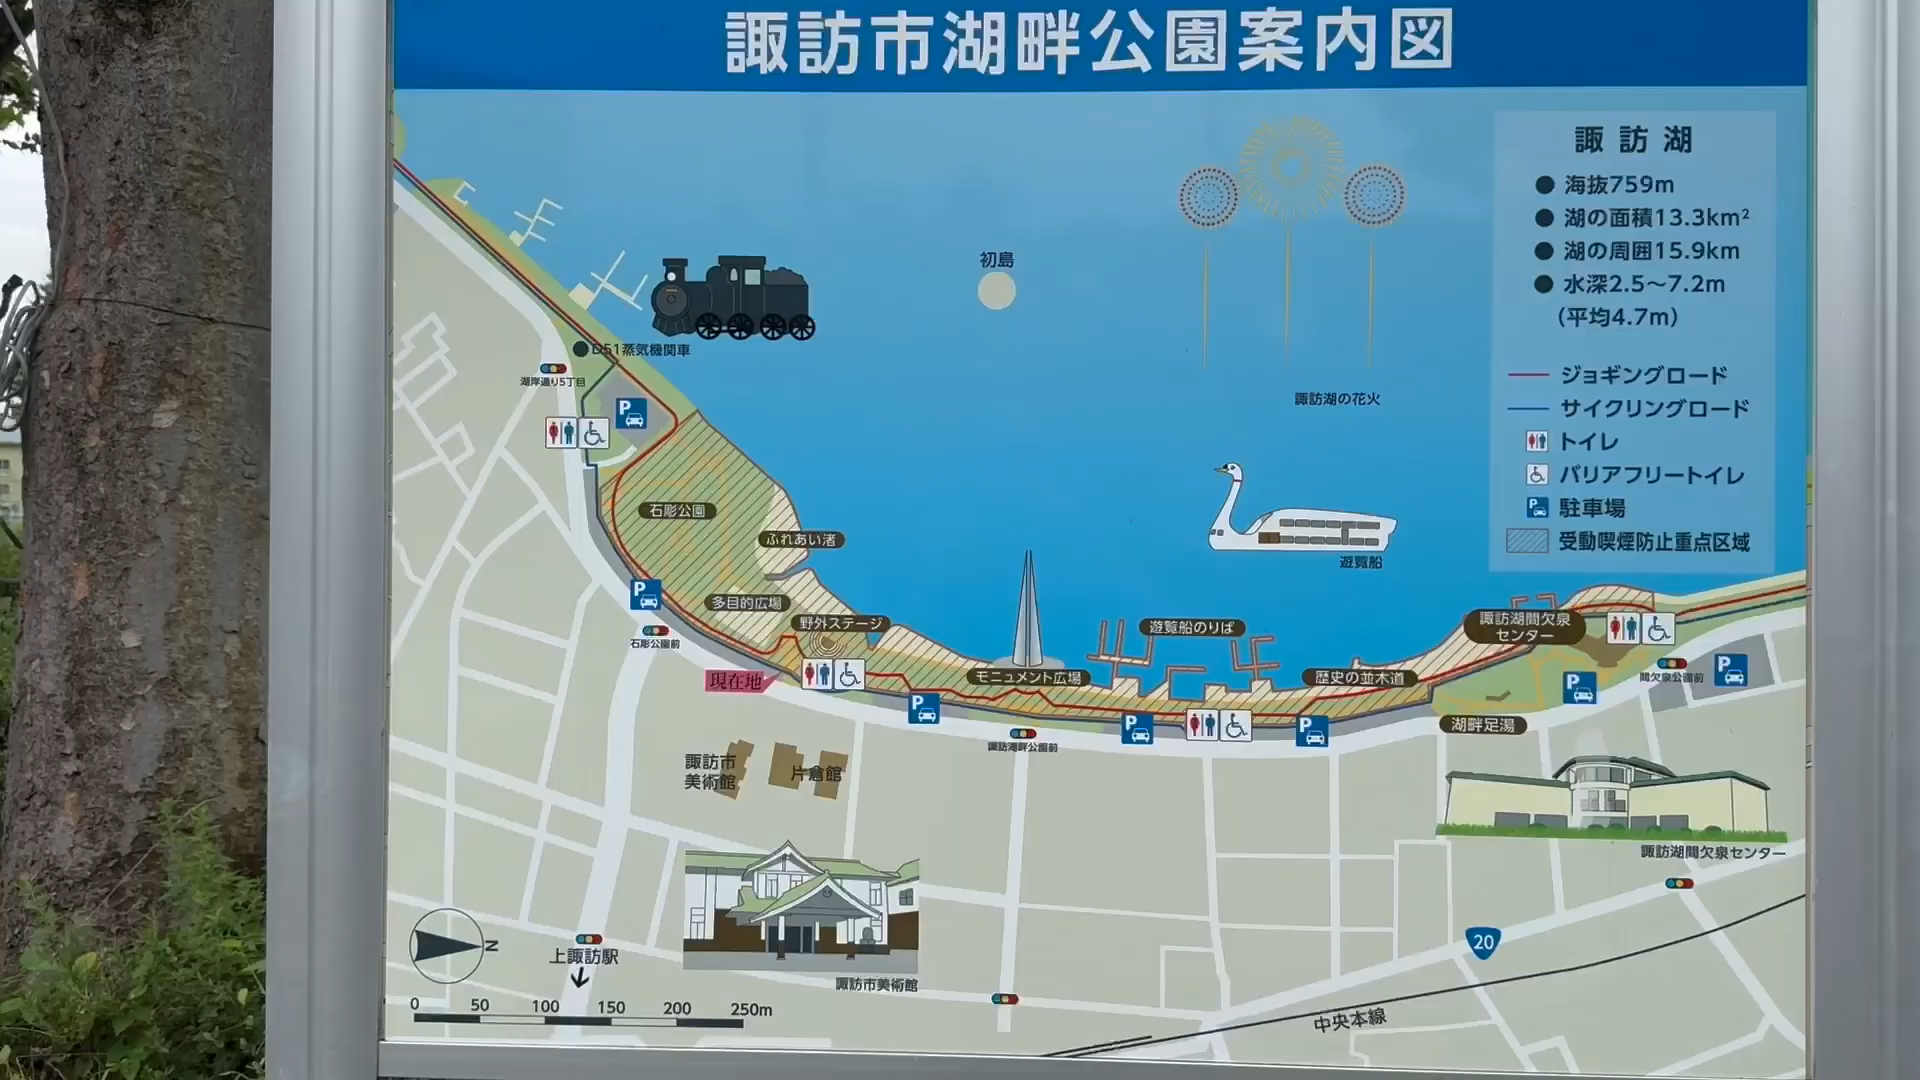 諏訪市湖畔公園案内図
諏訪湖
● 海抜759m
● 湖の面積13.3km²
● 湖の周囲15.9km
● 水深2.5～7.2m
(平均4.7m)
ジョギングロード
サイクリングロード
トイレ
バリアフリートイレ
P 駐車場
受動喫煙防止重点区域
初島
D51蒸気機関車
湖岸通り5丁目
P
諏訪湖の花火
石彫公園
ふれあい渚
遊覧船
P
多目的広場
野外ステージ
石彫公園前
現在地
モニュメント広場
遊覧船のりば
歴史の並木道
諏訪湖間欠泉
センター
間欠泉公園前
P
P
P
P
P
湖畔足湯
諏訪湖畔公園前
諏訪市
美術館
片倉館
諏訪湖間欠泉センター
諏訪市美術館
N
上諏訪駅
20
中央本線
0 50 100 150 200 250m